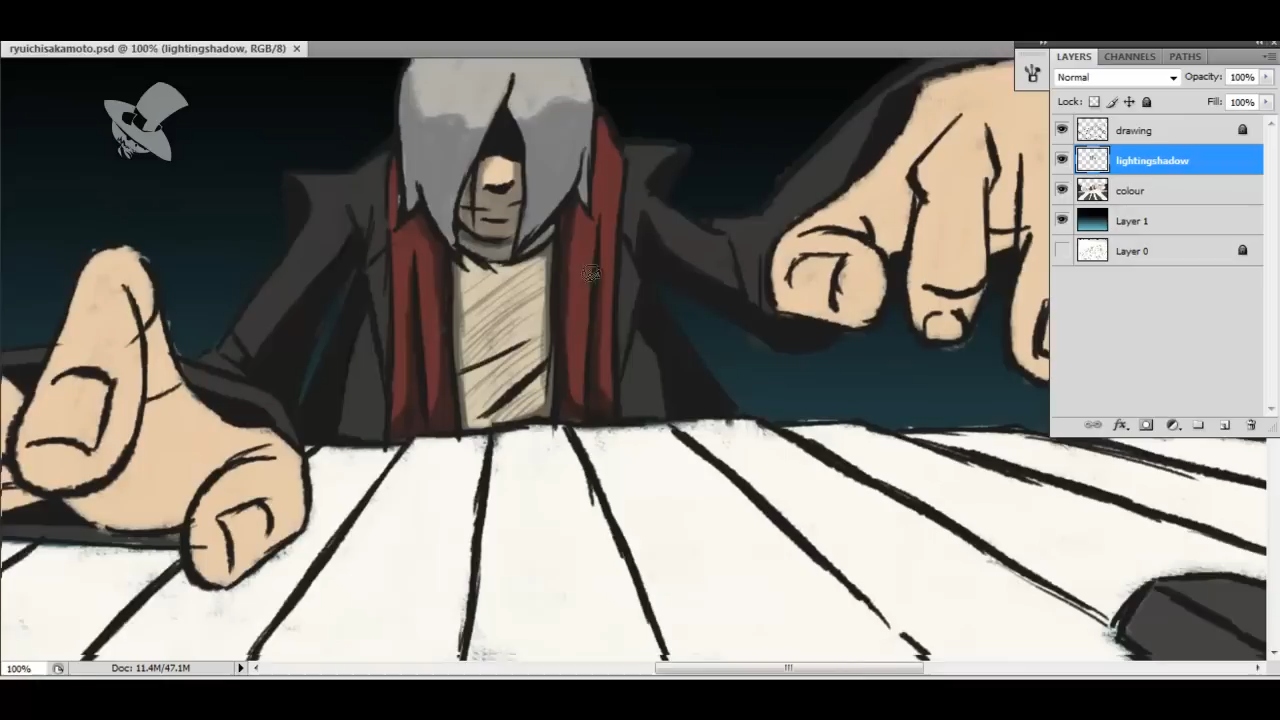 ryuichisakamoto.psd @ 100% (lightingshadow, RGB/8) ×
LAYERS CHANNELS PATHS
Normal Opacity: 100%
Lock: Fill: 100%
drawing
lightingshadow
colour
Layer 1
Layer 0
100% Doc: 11.4M/47.1M